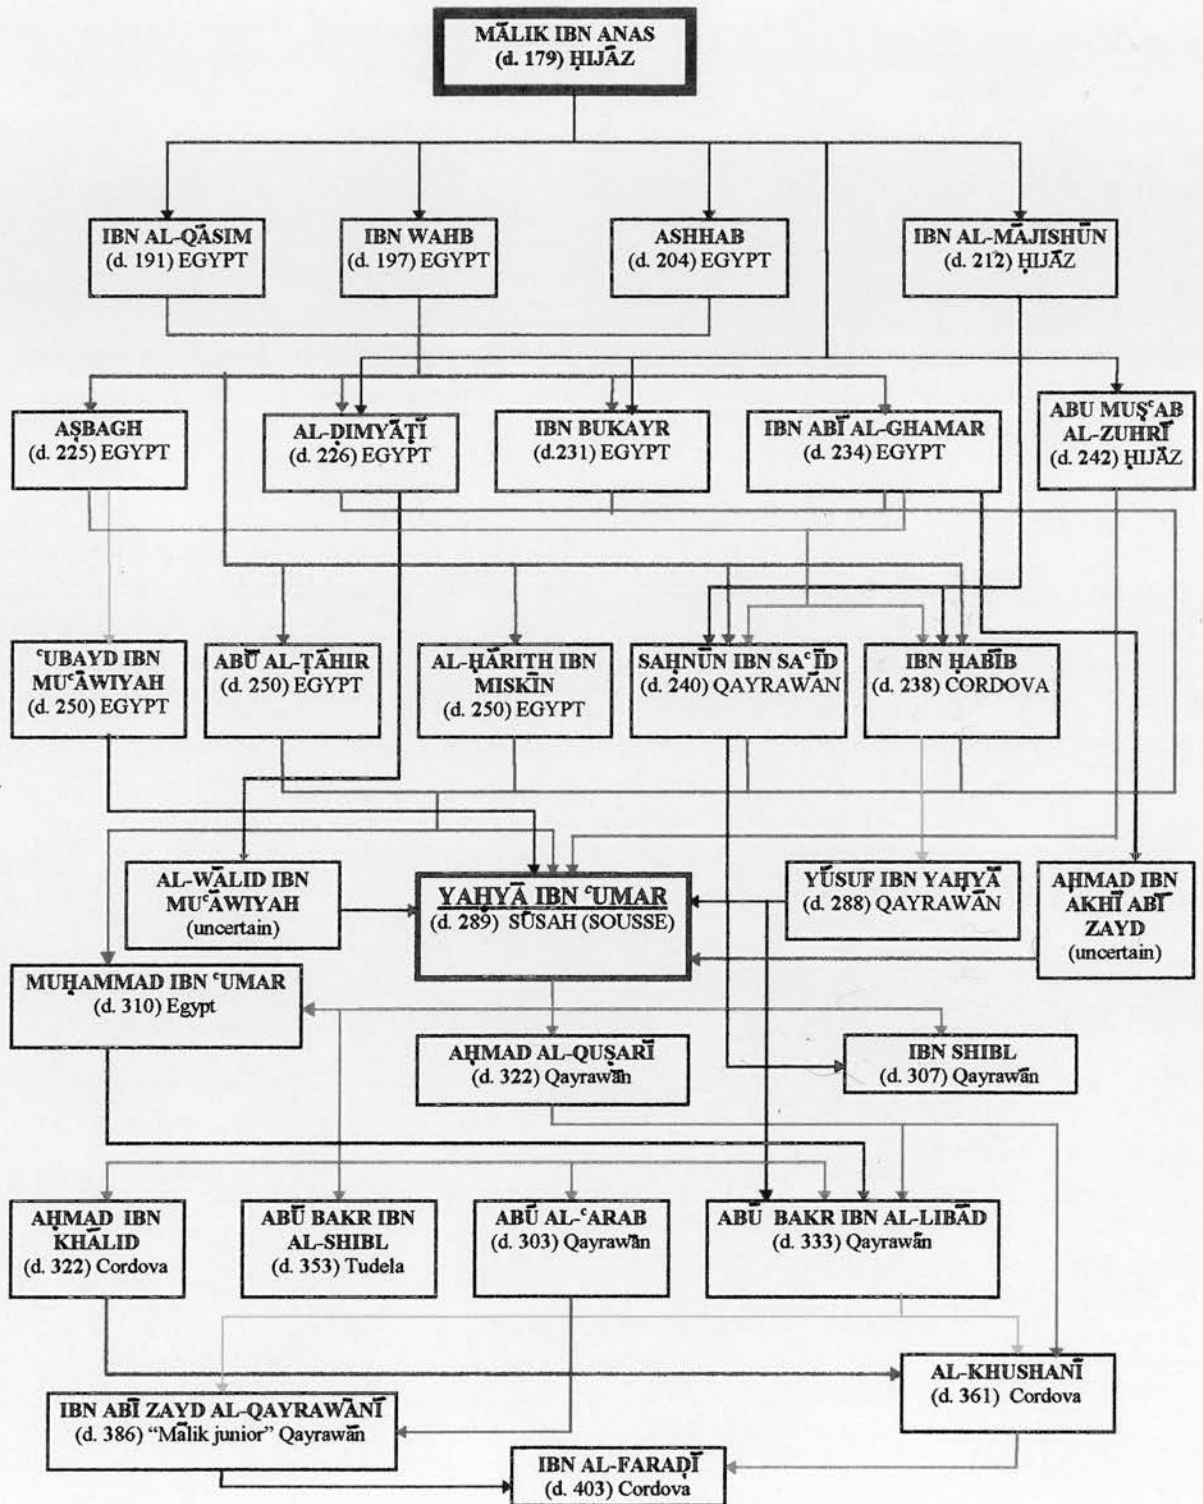 MĀLIK IBN ANAS
(d. 179) ḤIJĀZ
IBN AL-QĀSIM
(d. 191) EGYPT
IBN WAHB
(d. 197) EGYPT
ASHHAB
(d. 204) EGYPT
IBN AL-MĀJISHŪN
(d. 212) ḤIJĀZ
AṢBAGH
(d. 225) EGYPT
AL-ḌIMYĀṬĪ
(d. 226) EGYPT
IBN BUKAYR
(d.231) EGYPT
IBN ABĪ AL-GHAMAR
(d. 234) EGYPT
ABU MUṢᶜAB
AL-ZUHRĪ
(d. 242) ḤIJĀZ
ᶜUBAYD IBN
MUᶜĀWIYAH
(d. 250) EGYPT
ABŪ AL-ṬĀHIR
(d. 250) EGYPT
AL-ḤĀRITH IBN
MISKĪN
(d. 250) EGYPT
SAḤNŪN IBN SAᶜĪD
(d. 240) QAYRAWĀN
IBN ḤABĪB
(d. 238) CORDOVA
AL-WĀLID IBN
MUᶜĀWIYAH
(uncertain)
YAḤYĀ IBN ᶜUMAR
(d. 289) SŪSAH (SOUSSE)
YŪSUF IBN YAḤYĀ
(d. 288) QAYRAWĀN
AḤMAD IBN
AKHĪ ABĪ
ZAYD
(uncertain)
MUḤAMMAD IBN ᶜUMAR
(d. 310) Egypt
AḤMAD AL-QUṢARĪ
(d. 322) Qayrawān
IBN SHIBL
(d. 307) Qayrawān
AḤMAD IBN
KHĀLID
(d. 322) Cordova
ABŪ BAKR IBN
AL-SHIBL
(d. 353) Tudela
ABŪ AL-ᶜARAB
(d. 303) Qayrawān
ABŪ BAKR IBN AL-LIBĀD
(d. 333) Qayrawān
AL-KHUSHANĪ
(d. 361) Cordova
IBN ABĪ ZAYD AL-QAYRAWĀNĪ
(d. 386) “Mālik junior” Qayrawān
IBN AL-FARAḌĪ
(d. 403) Cordova